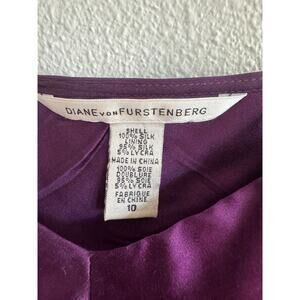 DIANE VON FURSTENBERG
SHELL
100% SILK
LINING
95% SILK
5% LYCRA
MADE IN CHINA
100% SOIE
DOUBLURE
95% SOIE
5% LYCRA
FABRIQUE
EN CHINE
10